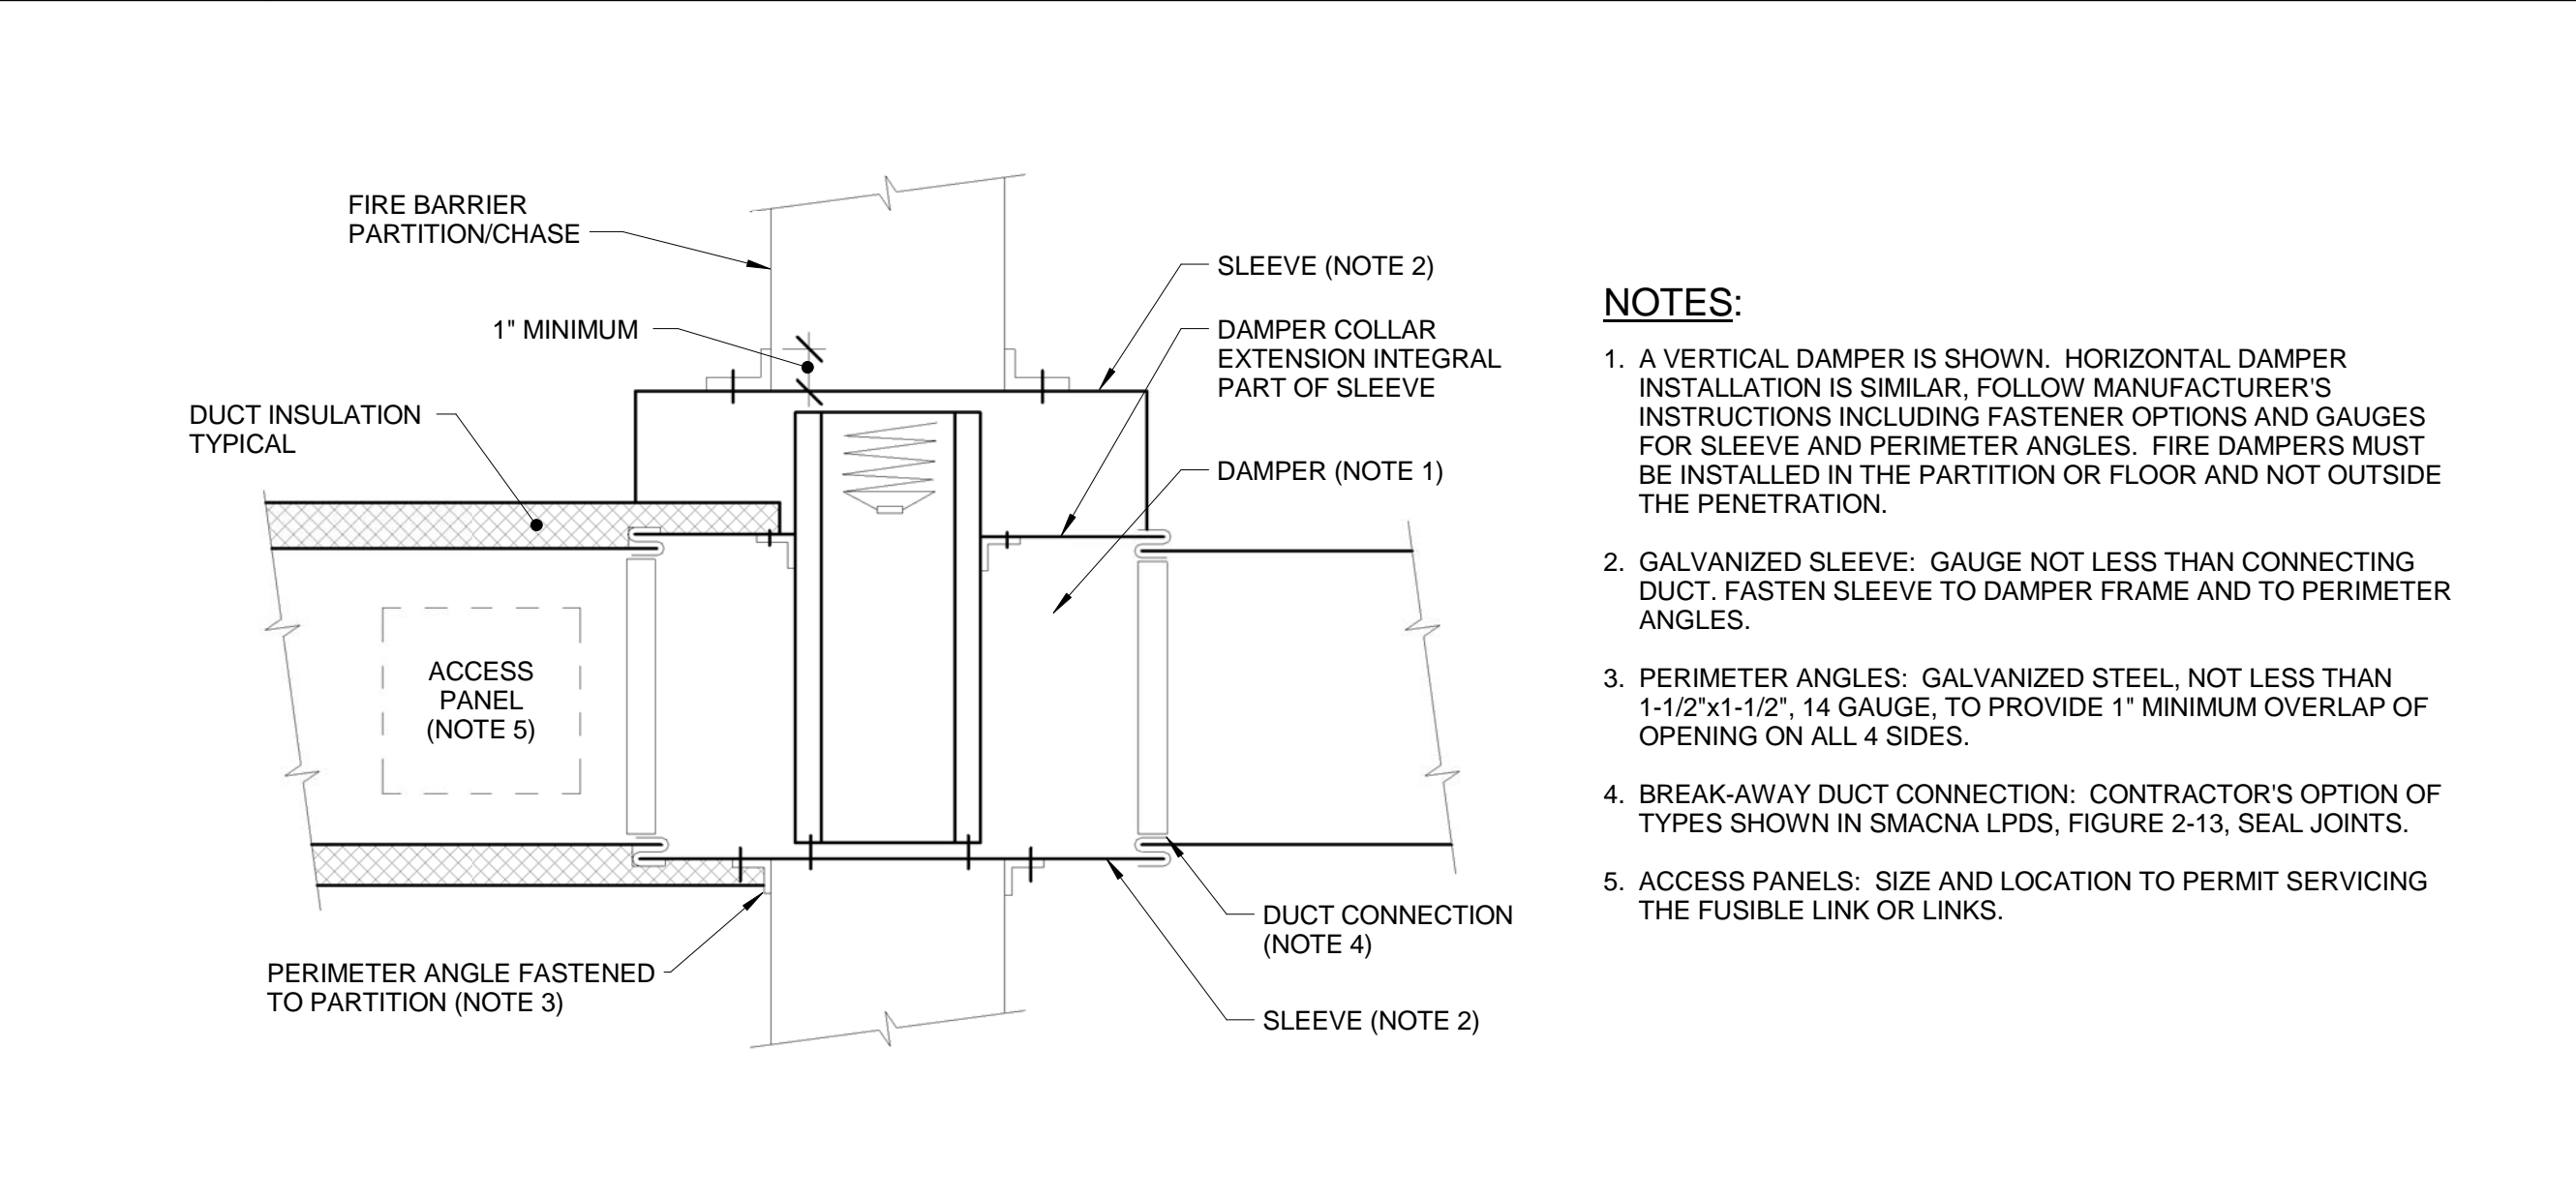 FIRE BARRIER
PARTITION/CHASE
1" MINIMUM
DUCT INSULATION
TYPICAL
SLEEVE (NOTE 2)
DAMPER COLLAR
EXTENSION INTEGRAL
PART OF SLEEVE
DAMPER (NOTE 1)
ACCESS
PANEL
(NOTE 5)
DUCT CONNECTION
(NOTE 4)
PERIMETER ANGLE FASTENED
TO PARTITION (NOTE 3)
SLEEVE (NOTE 2)
NOTES:
1. A VERTICAL DAMPER IS SHOWN. HORIZONTAL DAMPER
INSTALLATION IS SIMILAR, FOLLOW MANUFACTURER'S
INSTRUCTIONS INCLUDING FASTENER OPTIONS AND GAUGES
FOR SLEEVE AND PERIMETER ANGLES. FIRE DAMPERS MUST
BE INSTALLED IN THE PARTITION OR FLOOR AND NOT OUTSIDE
THE PENETRATION.
2. GALVANIZED SLEEVE: GAUGE NOT LESS THAN CONNECTING
DUCT. FASTEN SLEEVE TO DAMPER FRAME AND TO PERIMETER
ANGLES.
3. PERIMETER ANGLES: GALVANIZED STEEL, NOT LESS THAN
1-1/2"x1-1/2", 14 GAUGE, TO PROVIDE 1" MINIMUM OVERLAP OF
OPENING ON ALL 4 SIDES.
4. BREAK-AWAY DUCT CONNECTION: CONTRACTOR'S OPTION OF
TYPES SHOWN IN SMACNA LPDS, FIGURE 2-13, SEAL JOINTS.
5. ACCESS PANELS: SIZE AND LOCATION TO PERMIT SERVICING
THE FUSIBLE LINK OR LINKS.